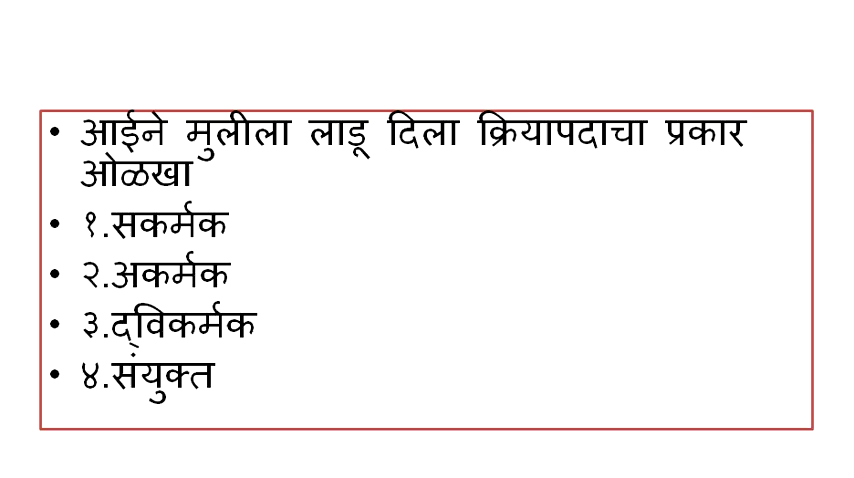 • आईने मुलीला लाडू दिला क्रियापदाचा प्रकार
ओळखा
• १.सकर्मक
• २.अकर्मक
• ३.द्विकर्मक
• ४.संयुक्त